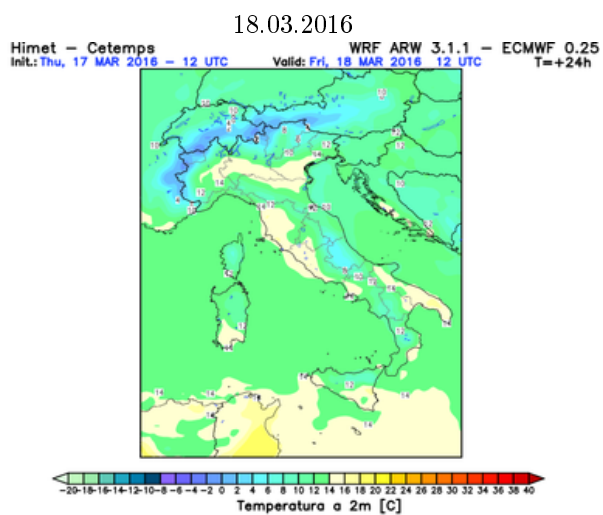 18.03.2016
Himet – Cetemps WRF ARW 3.1.1 – ECMWF 0.25
Init.: Thu, 17 MAR 2016 – 12 UTC Valid: Fri, 18 MAR 2016 12 UTC T=+24h
-20 -18 -16 -14 -12 -10 -8 -6 -4 -2 0 2 4 6 8 10 12 14 16 18 20 22 24 26 28 30 32 34 36 38 40
Temperatura a 2m [C]